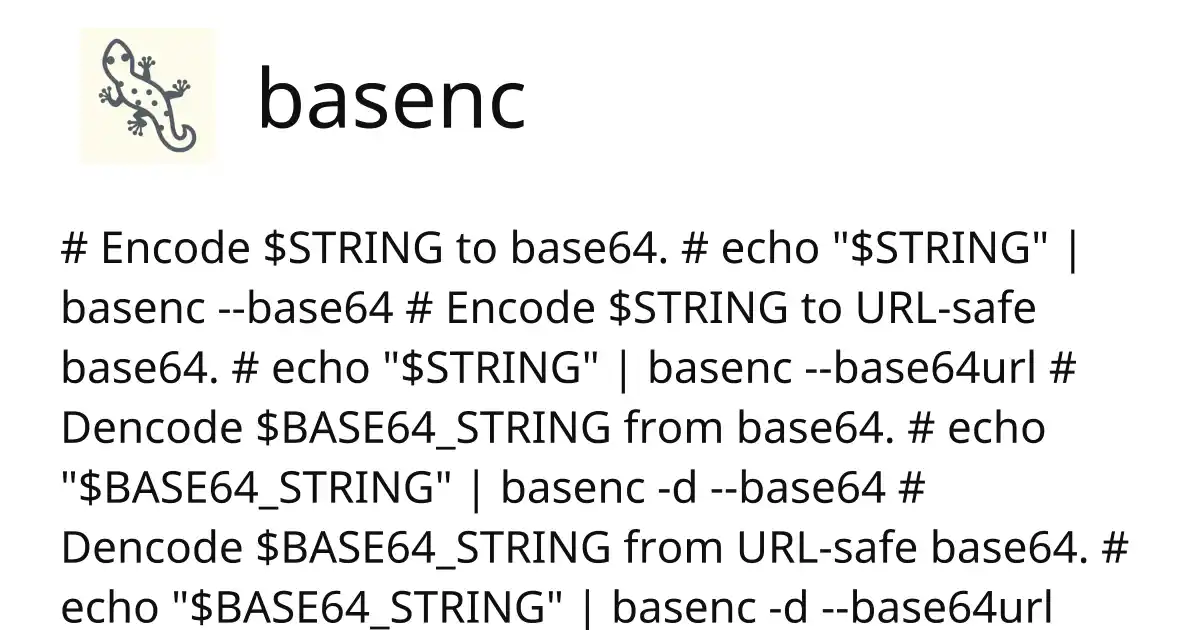 basenc
# Encode $STRING to base64. # echo "$STRING" |
basenc --base64 # Encode $STRING to URL-safe
base64. # echo "$STRING" | basenc --base64url #
Dencode $BASE64_STRING from base64. # echo
"$BASE64_STRING" | basenc -d --base64 #
Dencode $BASE64_STRING from URL-safe base64. #
echo "$BASE64_STRING" | basenc -d --base64url